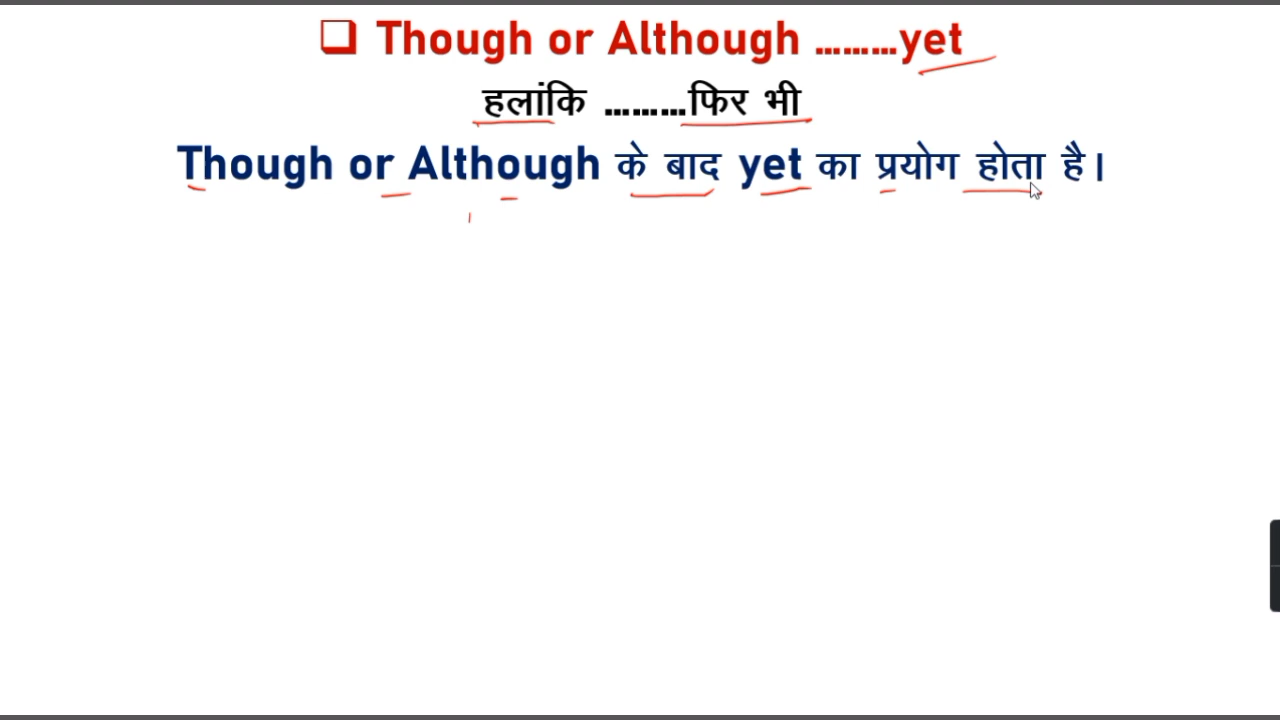 ❑ Though or Although ………yet
हलांकि ………फिर भी
Though or Although के बाद yet का प्रयोग होता है।